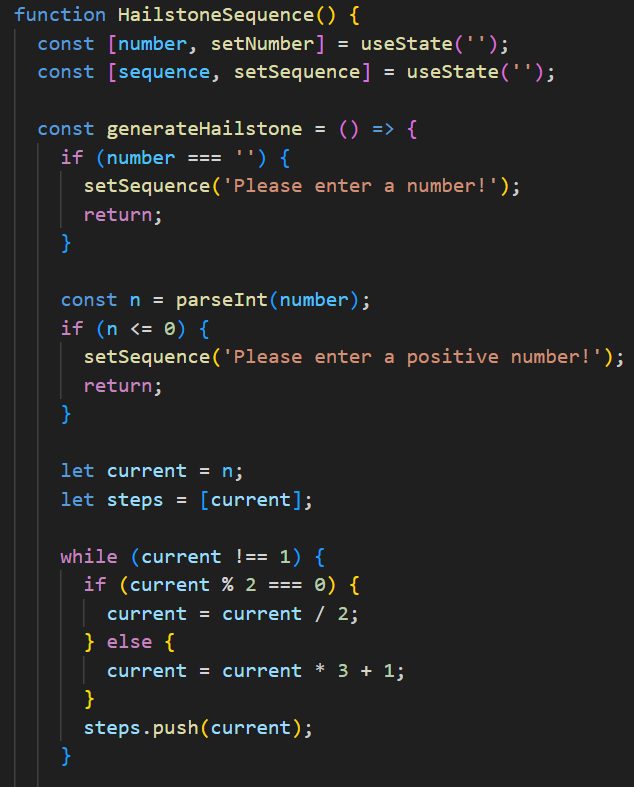 function HailstoneSequence() {
  const [number, setNumber] = useState('');
  const [sequence, setSequence] = useState('');

  const generateHailstone = () => {
    if (number === '') {
      setSequence('Please enter a number!');
      return;
    }

    const n = parseInt(number);
    if (n <= 0) {
      setSequence('Please enter a positive number!');
      return;
    }

    let current = n;
    let steps = [current];

    while (current !== 1) {
      if (current % 2 === 0) {
        current = current / 2;
      } else {
        current = current * 3 + 1;
      }
      steps.push(current);
    }